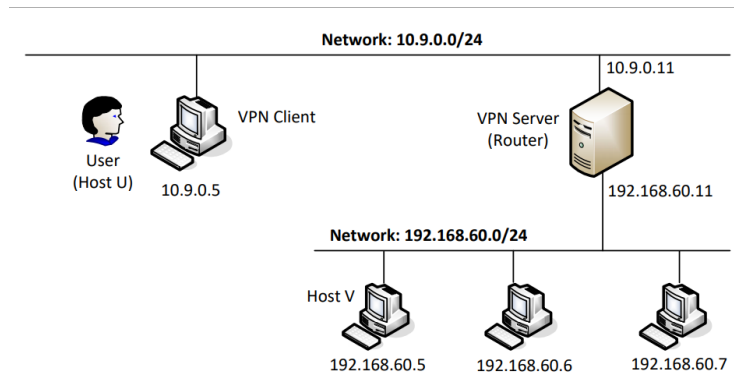 Network: 10.9.0.0/24
10.9.0.11
VPN Client
VPN Server
(Router)
User
(Host U)
10.9.0.5
192.168.60.11
Network: 192.168.60.0/24
Host V
192.168.60.5
192.168.60.6
192.168.60.7